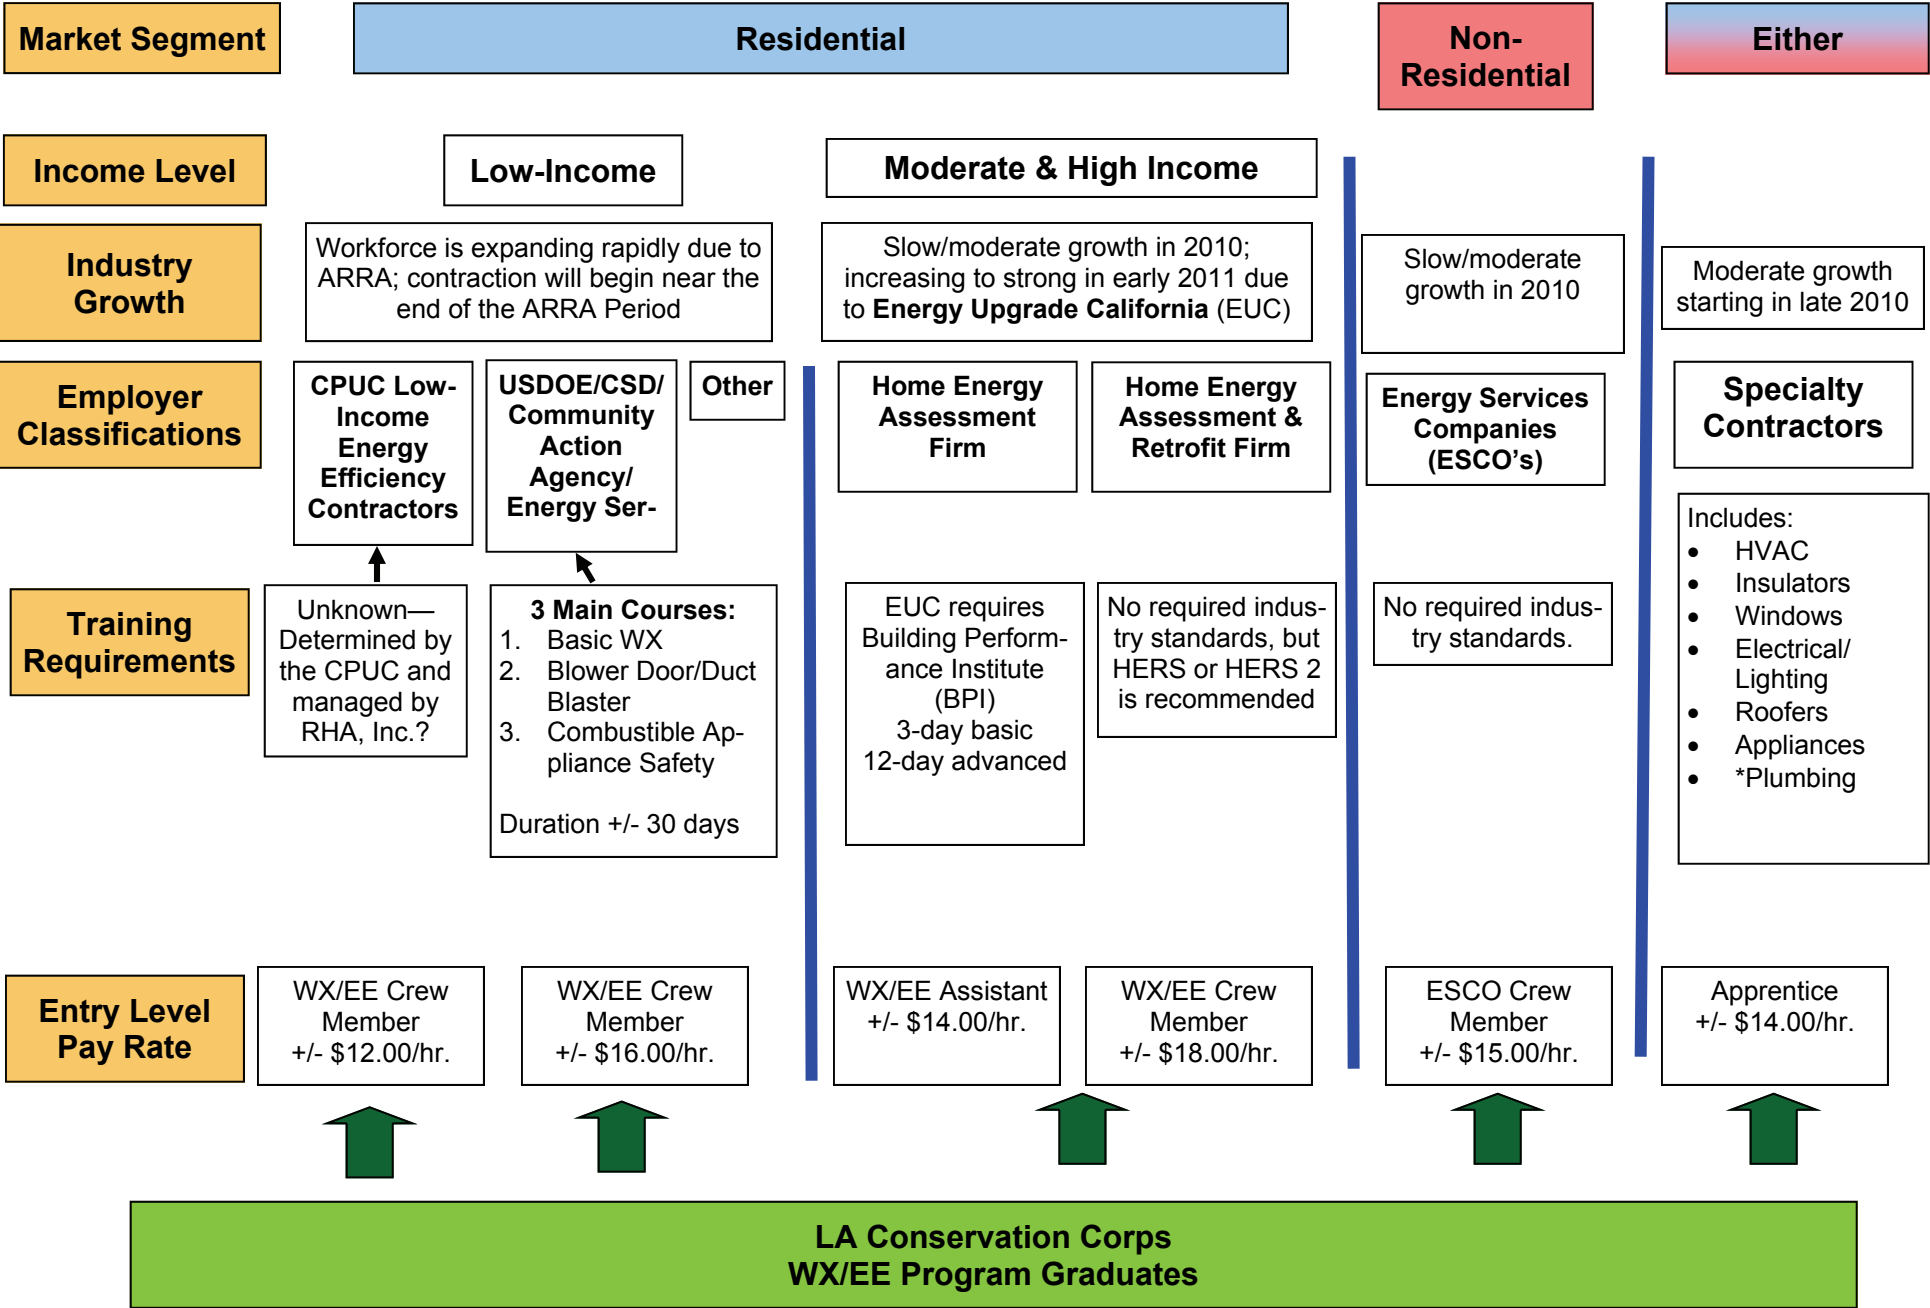 Market Segment
Residential
Non-
Residential
Either
Income Level
Low-Income
Moderate & High Income
Industry
Growth
Workforce is expanding rapidly due to
ARRA; contraction will begin near the
end of the ARRA Period
Slow/moderate growth in 2010;
increasing to strong in early 2011 due
to Energy Upgrade California (EUC)
Slow/moderate
growth in 2010
Moderate growth
starting in late 2010
Employer
Classifications
CPUC Low-
Income
Energy
Efficiency
Contractors
USDOE/CSD/
Community
Action
Agency/
Energy Ser-
Other
Home Energy
Assessment
Firm
Home Energy
Assessment &
Retrofit Firm
Energy Services
Companies
(ESCO's)
Specialty
Contractors
Includes:
• HVAC
• Insulators
• Windows
• Electrical/
Lighting
• Roofers
• Appliances
• *Plumbing
Training
Requirements
Unknown—
Determined by
the CPUC and
managed by
RHA, Inc.?
3 Main Courses:
1. Basic WX
2. Blower Door/Duct
Blaster
3. Combustible Ap-
pliance Safety
Duration +/- 30 days
EUC requires
Building Perform-
ance Institute
(BPI)
3-day basic
12-day advanced
No required indus-
try standards, but
HERS or HERS 2
is recommended
No required indus-
try standards.
Entry Level
Pay Rate
WX/EE Crew
Member
+/- $12.00/hr.
WX/EE Crew
Member
+/- $16.00/hr.
WX/EE Assistant
+/- $14.00/hr.
WX/EE Crew
Member
+/- $18.00/hr.
ESCO Crew
Member
+/- $15.00/hr.
Apprentice
+/- $14.00/hr.
LA Conservation Corps
WX/EE Program Graduates